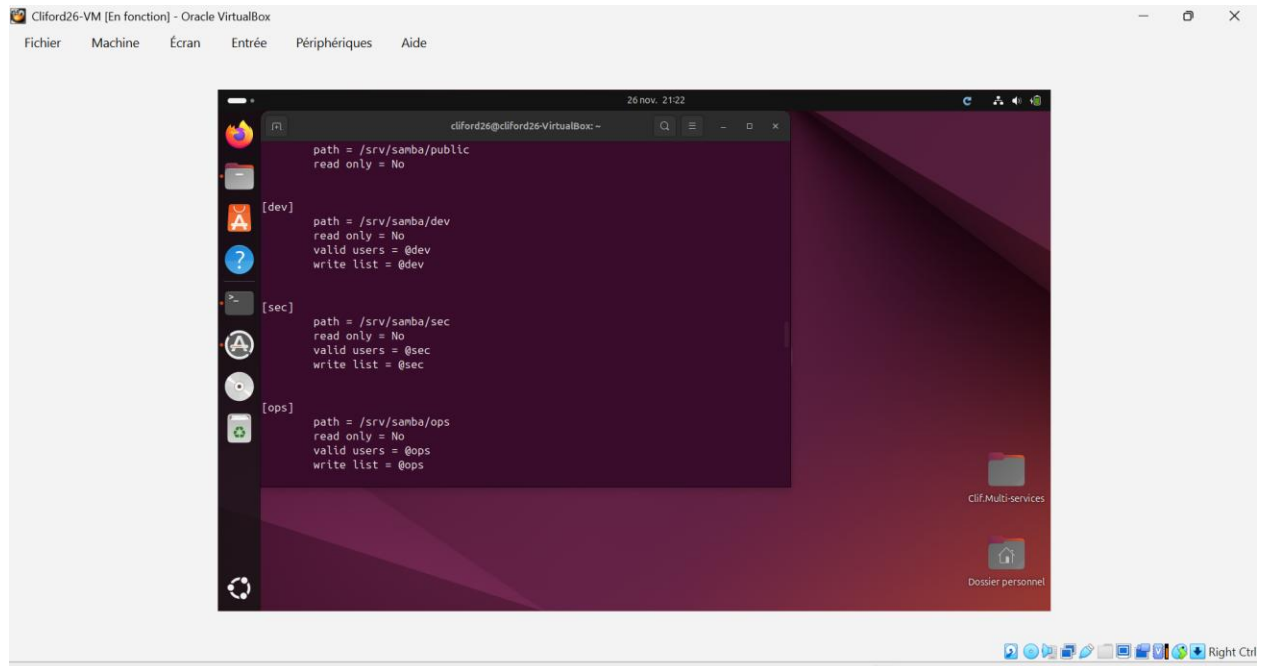 Cliford26-VM [En fonction] - Oracle VirtualBox
Fichier Machine Écran Entrée Périphériques Aide
26 nov. 21:22
cliford26@cliford26-VirtualBox: ~
path = /srv/samba/public
read only = No
[dev]
path = /srv/samba/dev
read only = No
valid users = @dev
write list = @dev
[sec]
path = /srv/samba/sec
read only = No
valid users = @sec
write list = @sec
[ops]
path = /srv/samba/ops
read only = No
valid users = @ops
write list = @ops
Clif.Multi-services
Dossier personnel
Right Ctrl